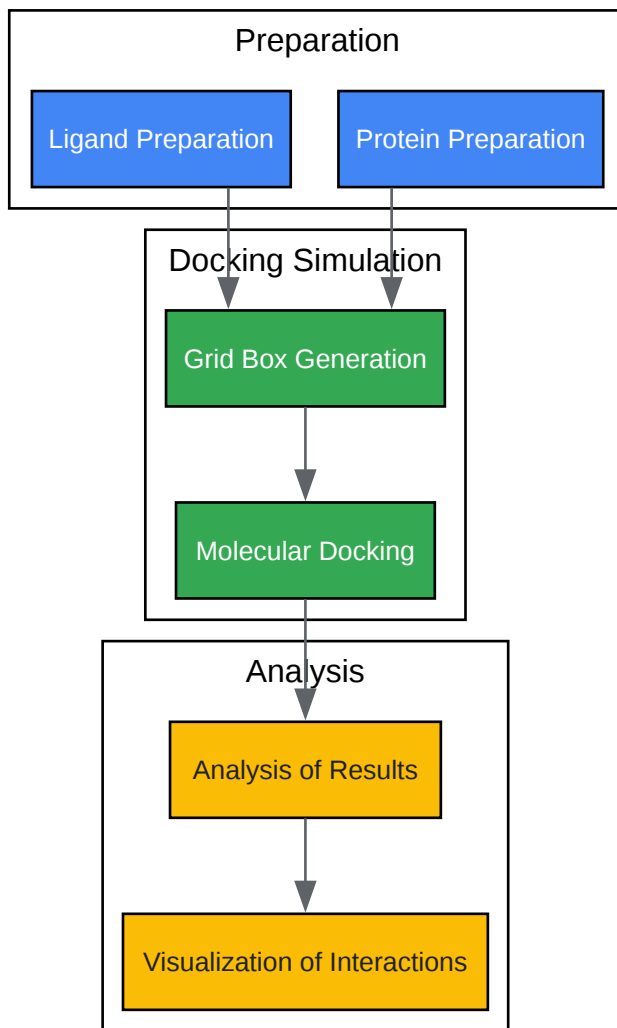 Preparation
Ligand Preparation
Protein Preparation
Docking Simulation
Grid Box Generation
Molecular Docking
Analysis
Analysis of Results
Visualization of Interactions